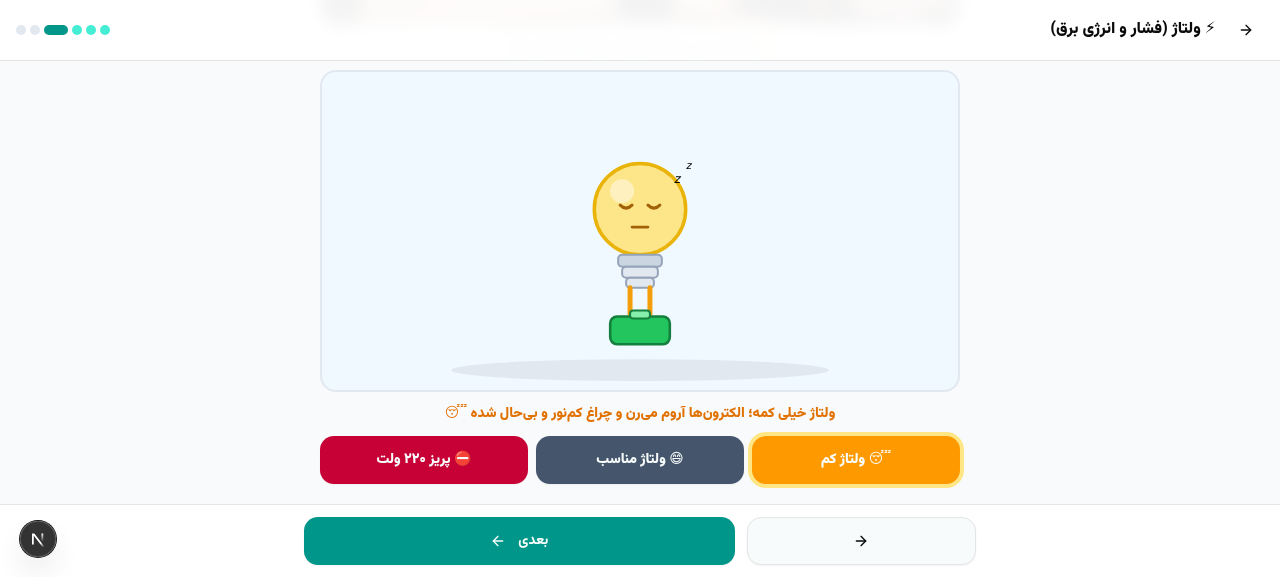 ⚡ ولتاژ (فشار و انرژی برق)
z
z
ولتاژ خیلی کمه؛ الکترون‌ها آروم می‌رن و چراغ کم‌نور و بی‌حال شده 😴
😴 ولتاژ کم
😄 ولتاژ مناسب
⛔ پریز ۲۲۰ ولت
بعدی
N